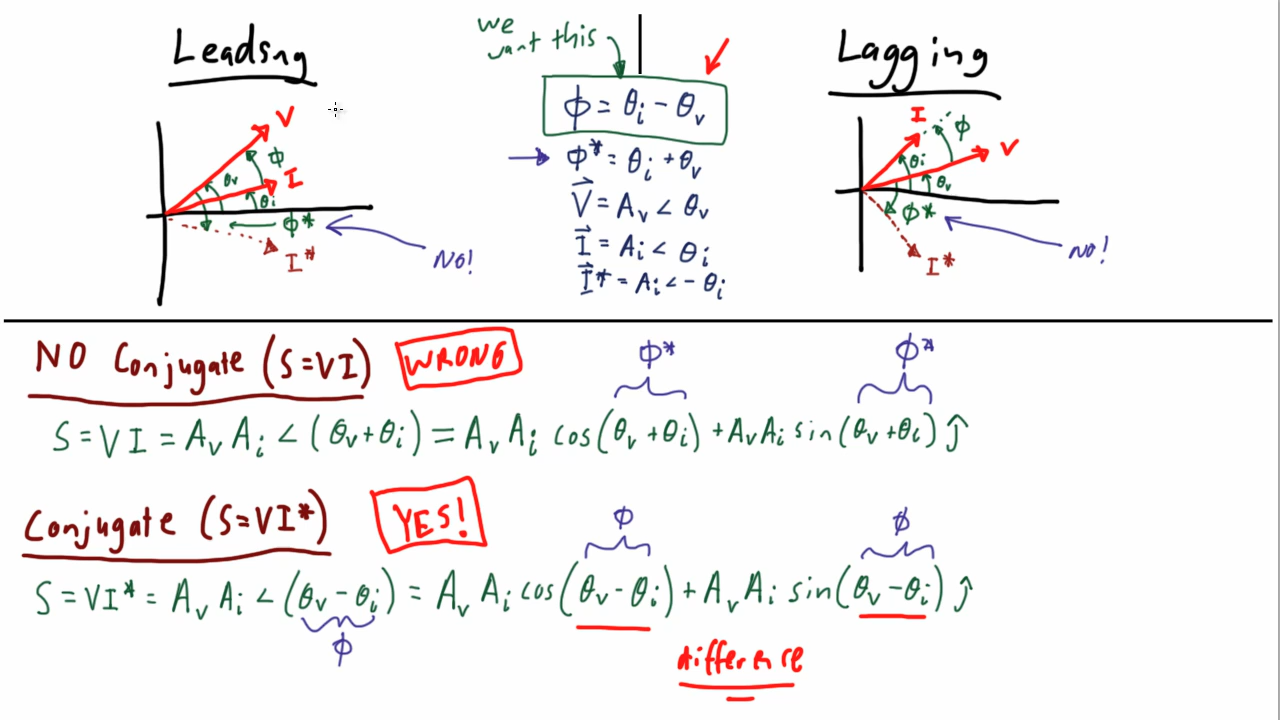 Leadsng
V
ϕ
I
θv
θi
ϕ*
I*
NO!
we
want this
ϕ = θi - θv
ϕ* = θi + θv
V = Av ∠ θv
I = Ai ∠ θi
I* = Ai ∠ - θi
Lagging
I
ϕ
V
θi
θv
ϕ*
I*
NO!
NO Conjugate (S=VI) WRONG
ϕ* ϕ*
S = VI = Av Ai ∠ (θv+θi) = Av Ai cos(θv+θi) + AvAi sin(θv+θi) ĵ
Conjugate (S=VI*) YES!
ϕ ϕ
S = VI* = Av Ai ∠ (θv-θi) = Av Ai cos(θv-θi) + Av Ai sin(θv-θi) ĵ
ϕ
difference